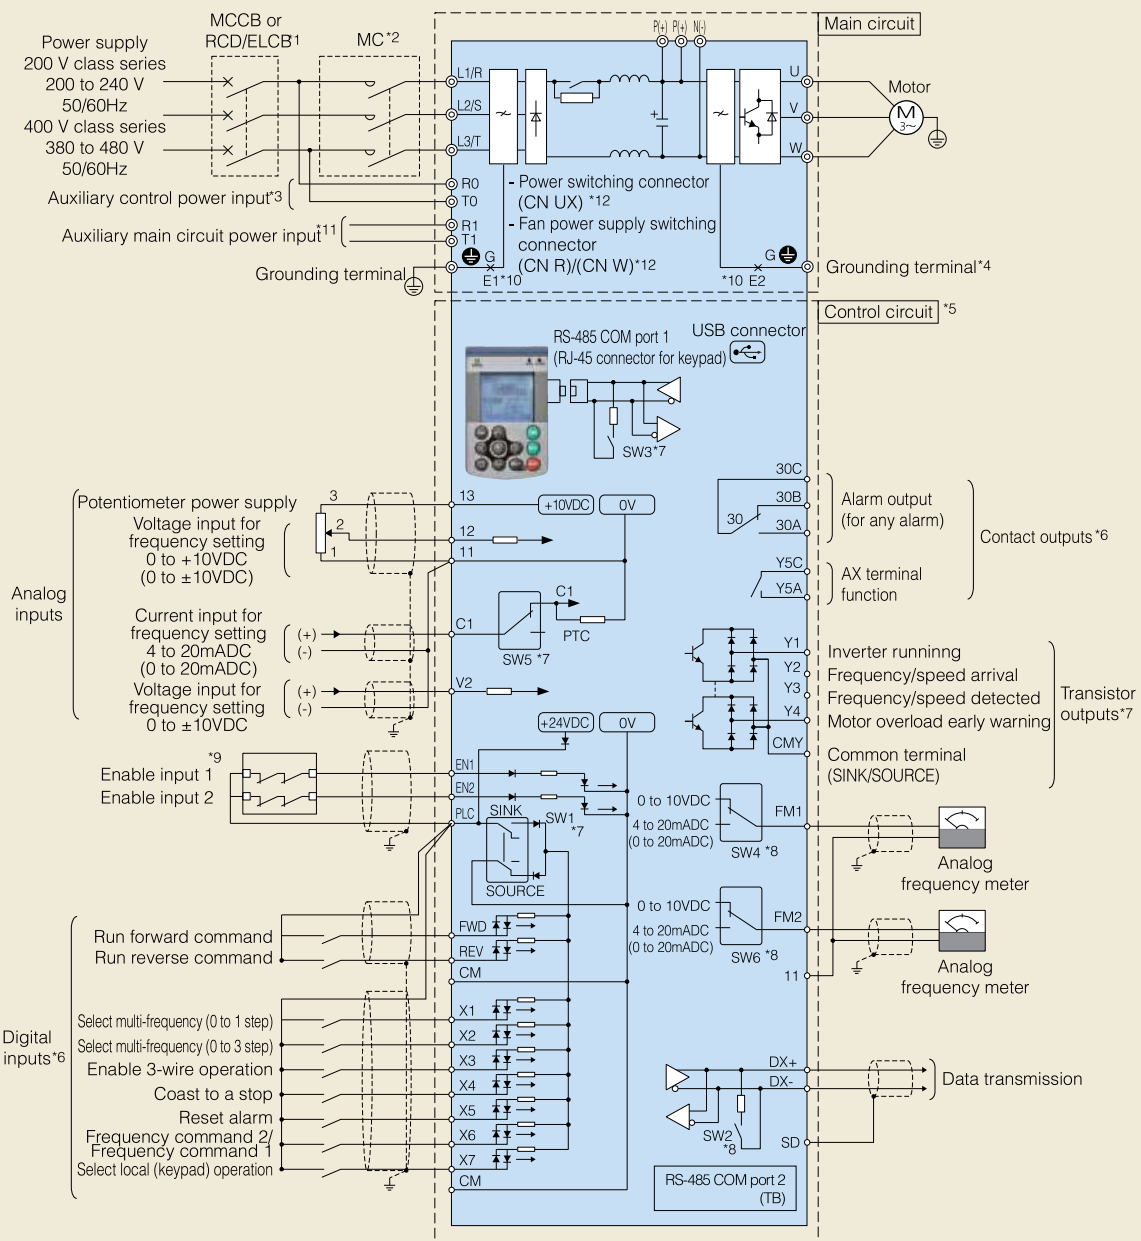 MCCB or
RCD/ELCB*1
MC*2
Power supply
200 V class series
200 to 240 V
50/60Hz
400 V class series
380 to 480 V
50/60Hz
Auxiliary control power input*3
Auxiliary main circuit power input*11
Grounding terminal
P(+)
P(+)
N(-)
Main circuit
L1/R
L2/S
L3/T
R0
T0
R1
T1
G
E1*10
- Power switching connector
(CN UX) *12
- Fan power supply switching
connector
(CN R)/(CN W)*12
+
U
V
W
Motor
M
3~
G
*10 E2
Grounding terminal*4
Control circuit *5
RS-485 COM port 1
(RJ-45 connector for keypad)
USB connector
SW3*7
Analog
inputs
Potentiometer power supply
Voltage input for
frequency setting
0 to +10VDC
(0 to ±10VDC)
3
2
1
13
12
11
+10VDC
0V
Current input for
frequency setting
4 to 20mADC
(0 to 20mADC)
(+)
(-)
C1
C1
PTC
SW5 *7
Voltage input for
frequency setting
0 to ±10VDC
(+)
(-)
V2
+24VDC
0V
*9
Enable input 1
Enable input 2
EN1
EN2
PLC
SINK
SW1
*7
SOURCE
30C
30B
30
30A
Alarm output
(for any alarm)
Y5C
Y5A
AX terminal
function
Contact outputs*6
Y1
Y2
Y3
Y4
CMY
Inverter runninng
Frequency/speed arrival
Frequency/speed detected
Motor overload early warning
Common terminal
(SINK/SOURCE)
Transistor
outputs*7
0 to 10VDC
4 to 20mADC
(0 to 20mADC)
SW4 *8
FM1
Analog
frequency meter
0 to 10VDC
4 to 20mADC
(0 to 20mADC)
SW6 *8
FM2
11
Analog
frequency meter
Digital
inputs*6
Run forward command
Run reverse command
FWD
REV
CM
Select multi-frequency (0 to 1 step)
Select multi-frequency (0 to 3 step)
Enable 3-wire operation
Coast to a stop
Reset alarm
Frequency command 2/
Frequency command 1
Select local (keypad) operation
X1
X2
X3
X4
X5
X6
X7
CM
DX+
DX-
SW2
*8
SD
Data transmission
RS-485 COM port 2
(TB)